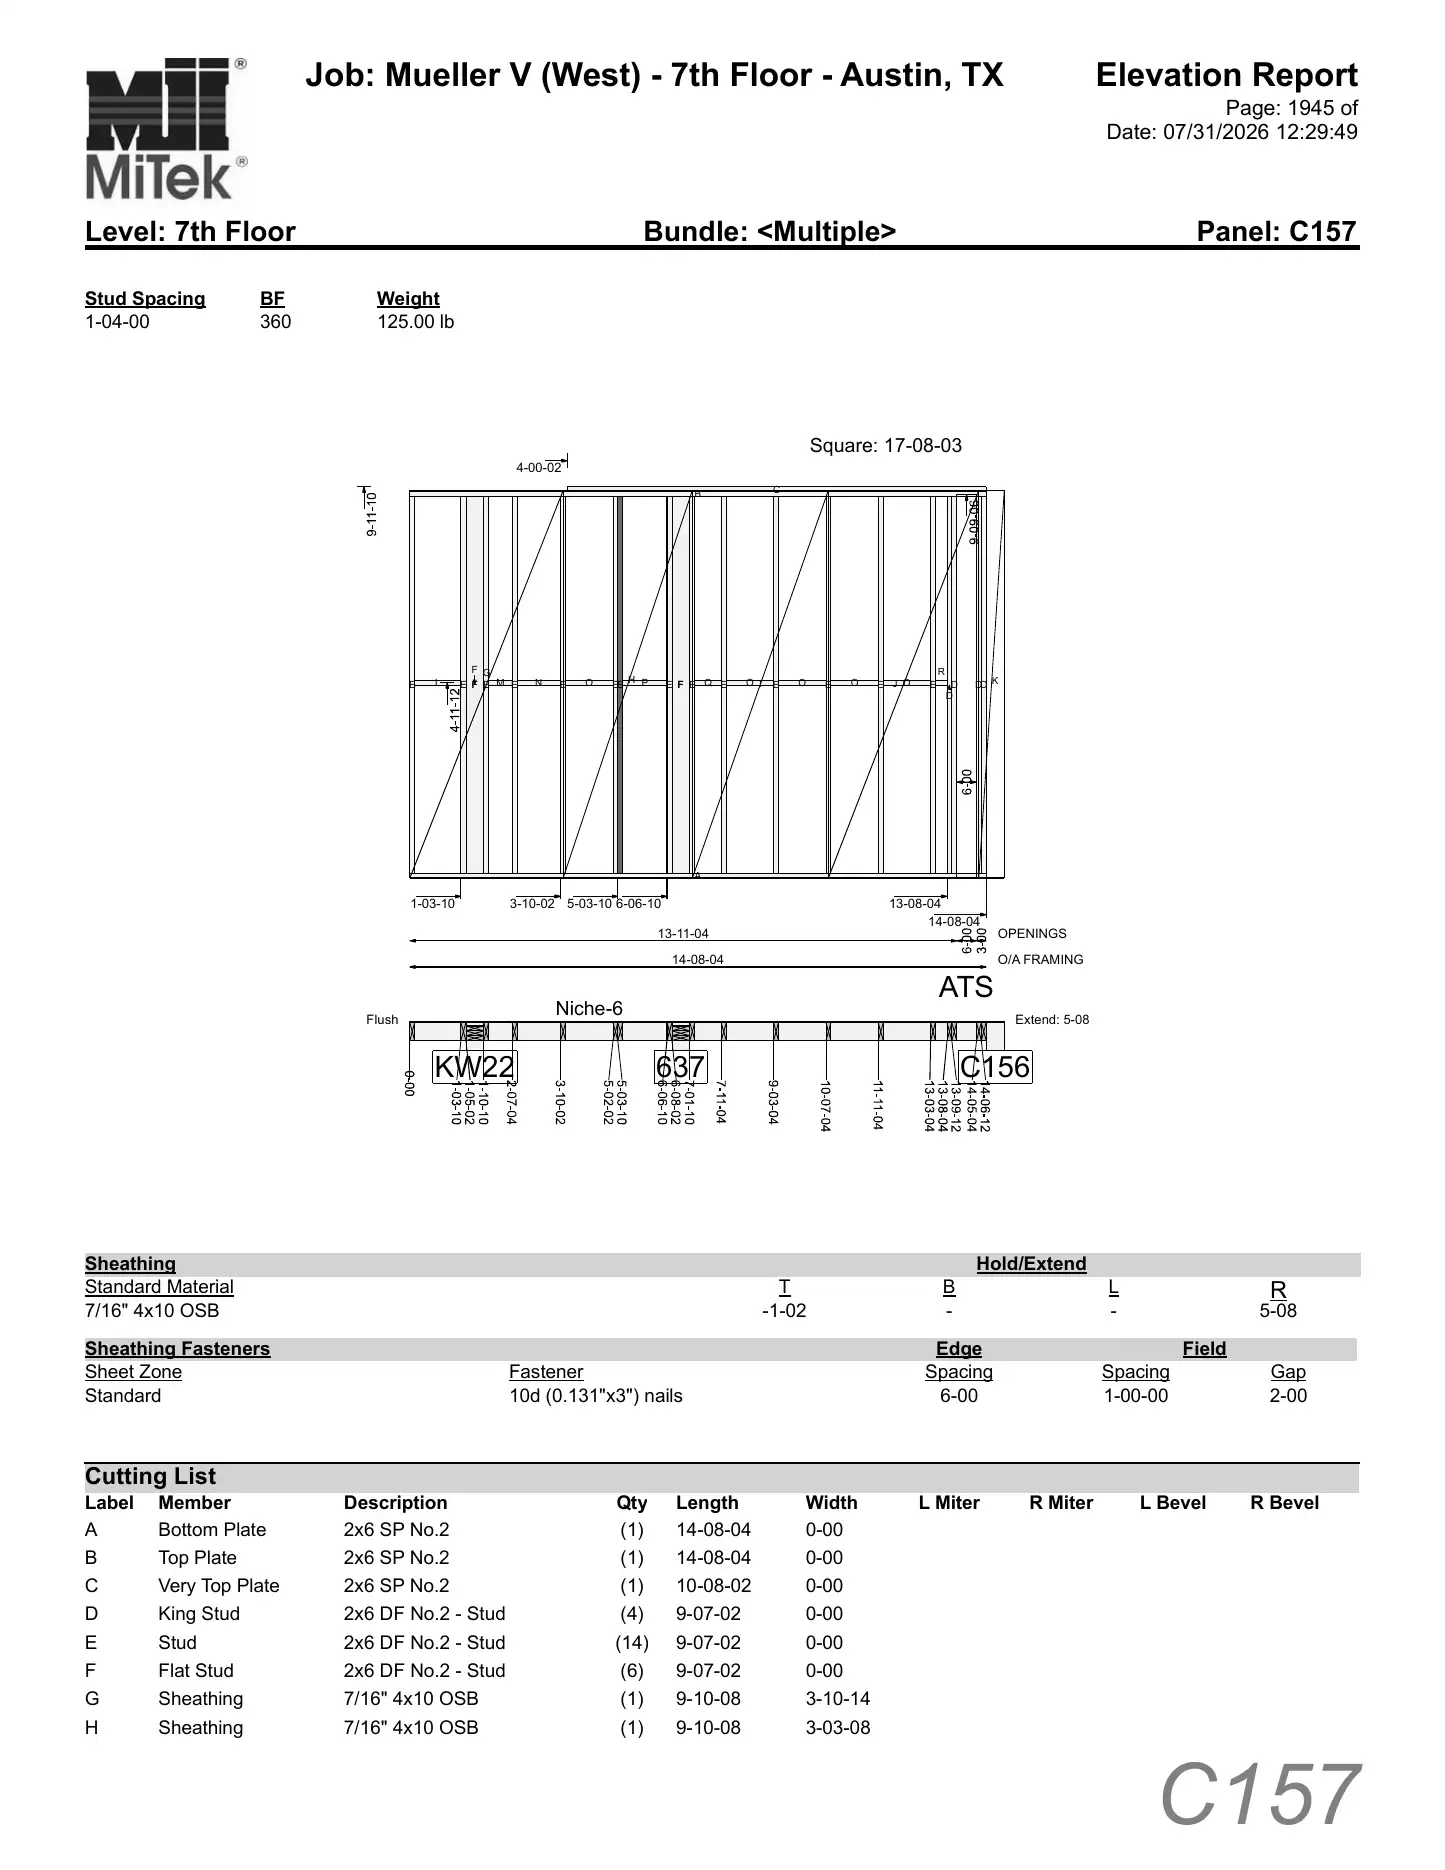 MiTek®
Job: Mueller V (West) - 7th Floor - Austin, TX
Elevation Report
Page: 1945 of
Date: 07/31/2026 12:29:49
Level: 7th Floor Bundle: <Multiple> Panel: C157
Stud Spacing BF Weight
1-04-00 360 125.00 lb
Square: 17-08-03
4-00-02
9-11-10
B
C
9-09-06
F
G
R
L
F
M
N
O
H
P
F
Q
O
O
O
J
O
D
D
K
4-11-12
6-00
A
1-03-10 3-10-02 5-03-10 6-06-10 13-08-04
14-08-04
13-11-04 6-00 3-00 OPENINGS
14-08-04 O/A FRAMING
ATS
Niche-6
Flush Extend: 5-08
KW22 637 C156
0-00 1-03-10 1-05-02 1-10-10 2-07-04 3-10-02 5-02-02 5-03-10 6-06-10 6-08-02 7-01-10 7-11-04 9-03-04 10-07-04 11-11-04 13-03-04 13-08-04 13-09-12 14-05-04 14-06-12
Sheathing Hold/Extend
Standard Material T B L R
7/16" 4x10 OSB -1-02 - - 5-08
Sheathing Fasteners Edge Field
Sheet Zone Fastener Spacing Spacing Gap
Standard 10d (0.131"x3") nails 6-00 1-00-00 2-00
Cutting List
Label Member Description Qty Length Width L Miter R Miter L Bevel R Bevel
A Bottom Plate 2x6 SP No.2 (1) 14-08-04 0-00
B Top Plate 2x6 SP No.2 (1) 14-08-04 0-00
C Very Top Plate 2x6 SP No.2 (1) 10-08-02 0-00
D King Stud 2x6 DF No.2 - Stud (4) 9-07-02 0-00
E Stud 2x6 DF No.2 - Stud (14) 9-07-02 0-00
F Flat Stud 2x6 DF No.2 - Stud (6) 9-07-02 0-00
G Sheathing 7/16" 4x10 OSB (1) 9-10-08 3-10-14
H Sheathing 7/16" 4x10 OSB (1) 9-10-08 3-03-08
C157